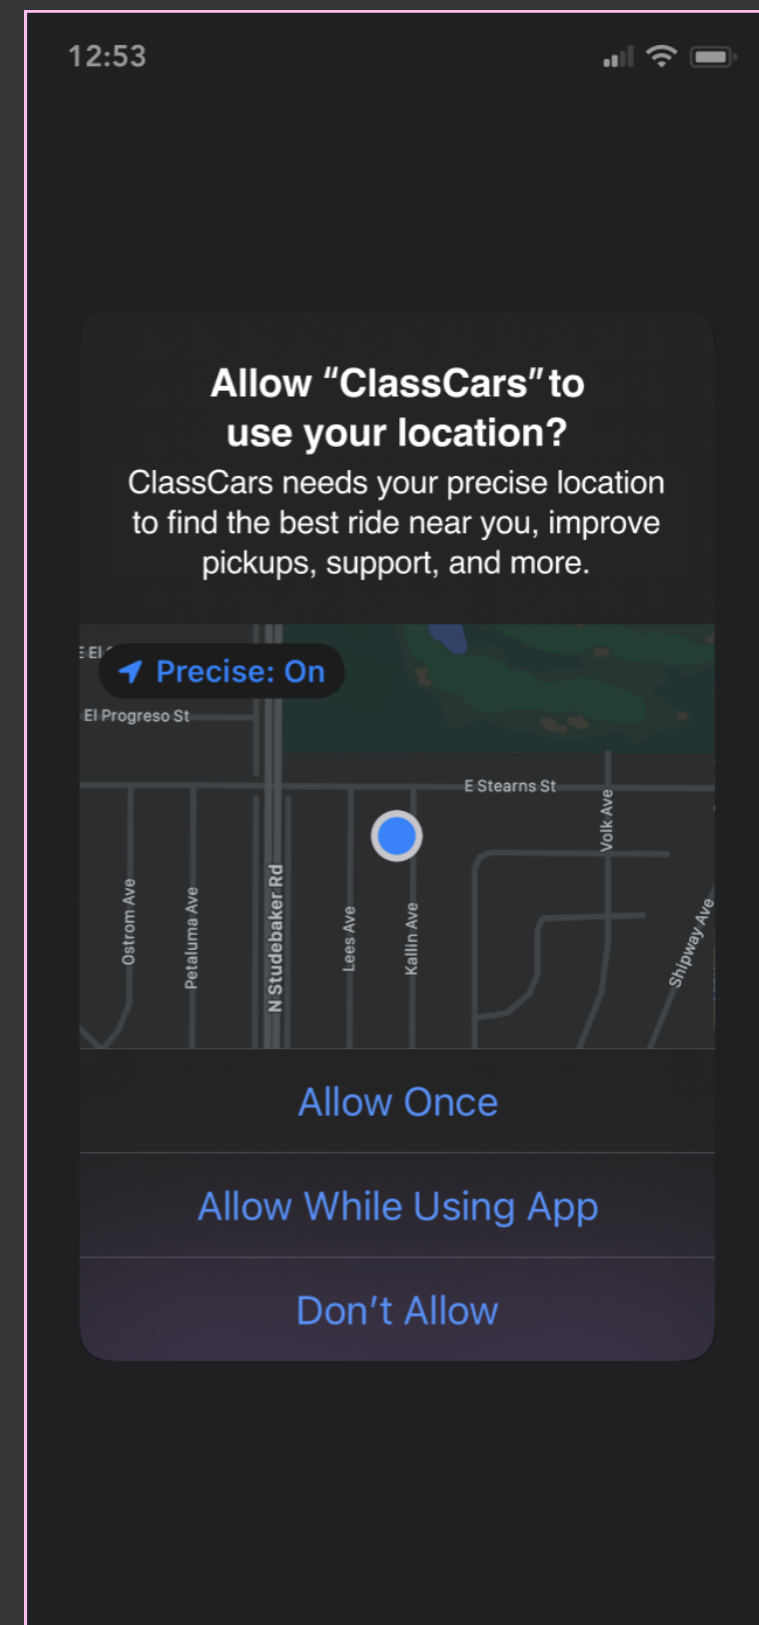 12:53
Allow “ClassCars” to
use your location?
ClassCars needs your precise location
to find the best ride near you, improve
pickups, support, and more.
E El
Precise: On
El Progreso St
E Stearns St
Volk Ave
Ostrom Ave
Petaluma Ave
N Studebaker Rd
Lees Ave
Kallin Ave
Shipway Ave
Allow Once
Allow While Using App
Don’t Allow